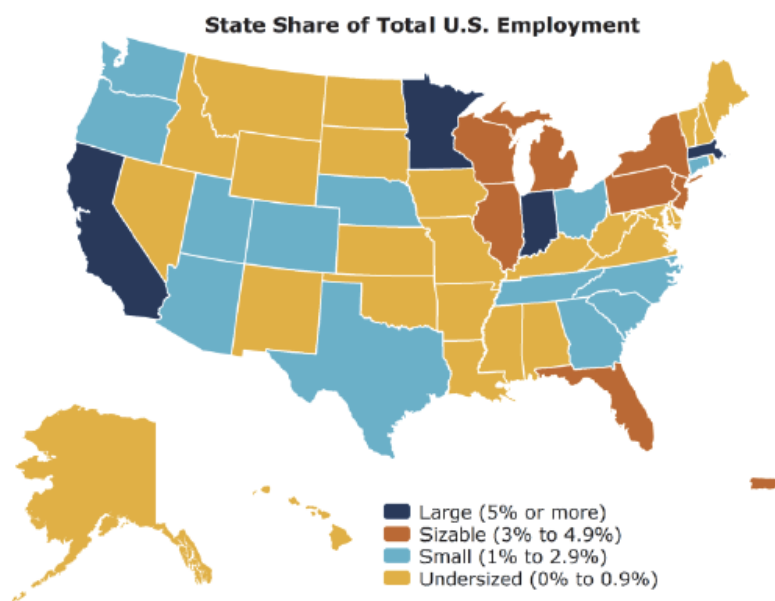 State Share of Total U.S. Employment
Large (5% or more)
Sizable (3% to 4.9%)
Small (1% to 2.9%)
Undersized (0% to 0.9%)